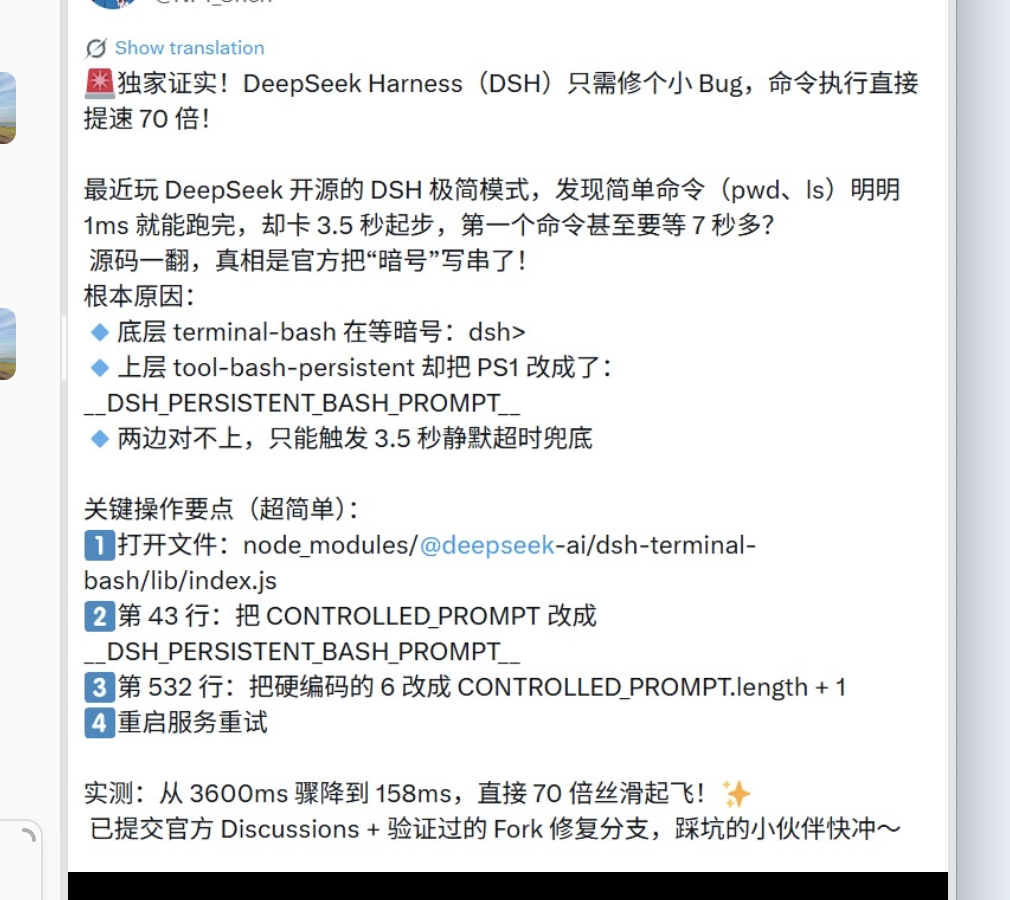 Show translation
🚨独家证实！DeepSeek Harness（DSH）只需修个小 Bug，命令执行直接
提速 70 倍！
最近玩 DeepSeek 开源的 DSH 极简模式，发现简单命令（pwd、ls）明明
1ms 就能跑完，却卡 3.5 秒起步，第一个命令甚至要等 7 秒多？
源码一翻，真相是官方把“暗号”写串了！
根本原因：
🔹底层 terminal-bash 在等暗号：dsh>
🔹上层 tool-bash-persistent 却把 PS1 改成了：
__DSH_PERSISTENT_BASH_PROMPT__
🔹两边对不上，只能触发 3.5 秒静默超时兜底
关键操作要点（超简单）：
1️⃣打开文件：node_modules/@deepseek-ai/dsh-terminal-
bash/lib/index.js
2️⃣第 43 行：把 CONTROLLED_PROMPT 改成
__DSH_PERSISTENT_BASH_PROMPT__
3️⃣第 532 行：把硬编码的 6 改成 CONTROLLED_PROMPT.length + 1
4️⃣重启服务重试
实测：从 3600ms 骤降到 158ms，直接 70 倍丝滑起飞！✨
已提交官方 Discussions + 验证过的 Fork 修复分支，踩坑的小伙伴快冲～